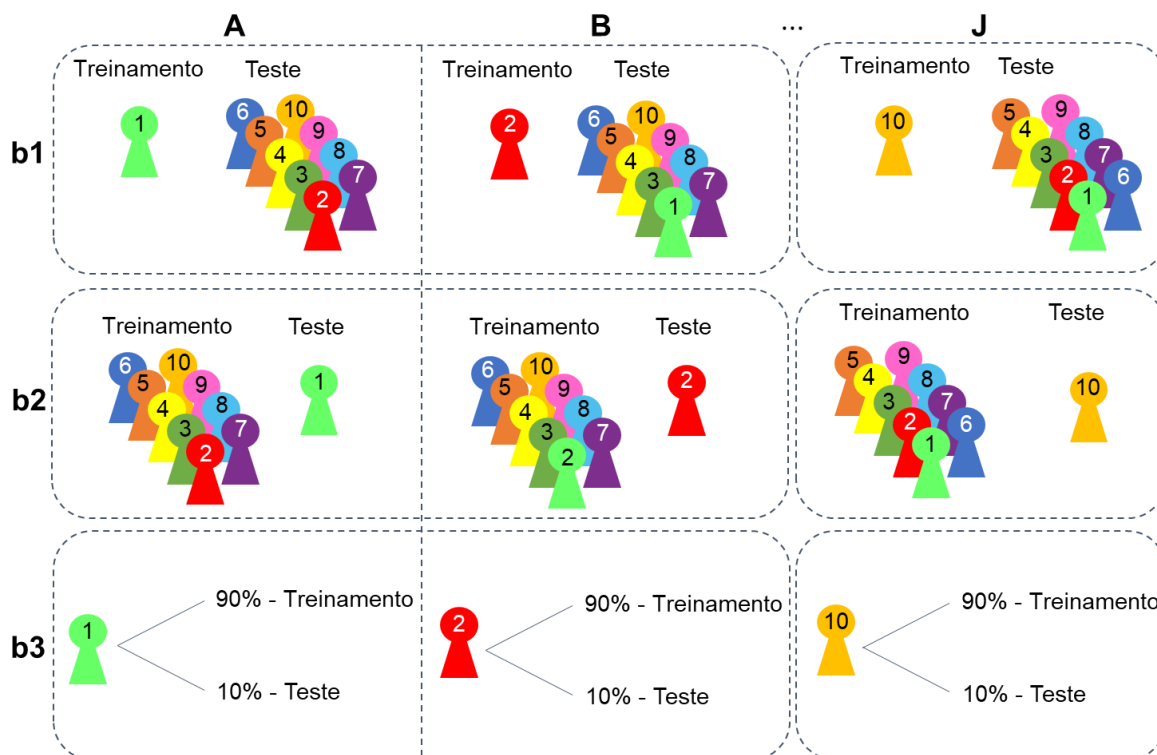 A B ... J
b1
Treinamento Teste
1
6 10 5 9 4 8 3 7 2
Treinamento Teste
2
6 10 5 9 4 8 3 7 1
Treinamento Teste
10
5 9 4 7 3 6 2 1
b2
Treinamento Teste
6 10 5 9 4 8 3 7 2
1
Treinamento Teste
6 10 5 9 4 8 3 7 2
2
Treinamento Teste
9 5 4 8 3 7 2 6 1
10
b3
1
90% - Treinamento
10% - Teste
2
90% - Treinamento
10% - Teste
10
90% - Treinamento
10% - Teste